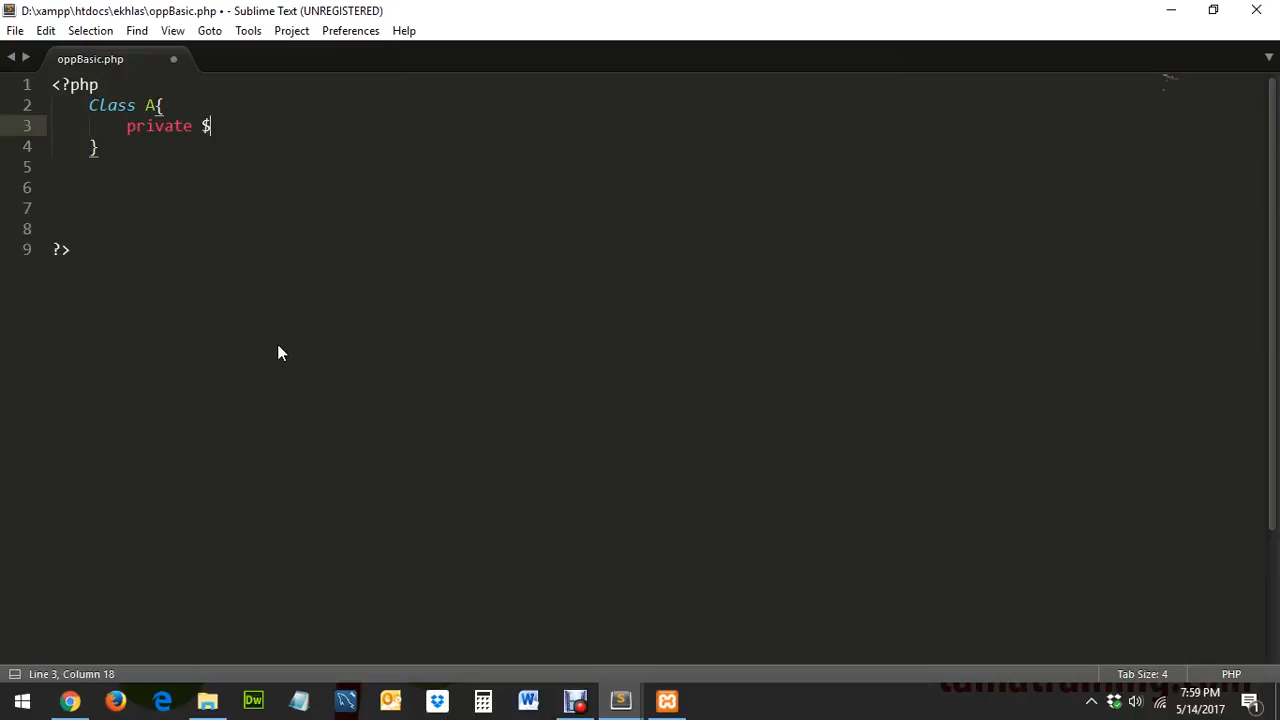 D:\xampp\htdocs\ekhlas\oppBasic.php • - Sublime Text (UNREGISTERED)
File Edit Selection Find View Goto Tools Project Preferences Help
oppBasic.php
1 <?php
2 Class A{
3 private $
4 }
5
6
7
8
9 ?>
Line 3, Column 18 Tab Size: 4 PHP
7:59 PM
5/14/2017